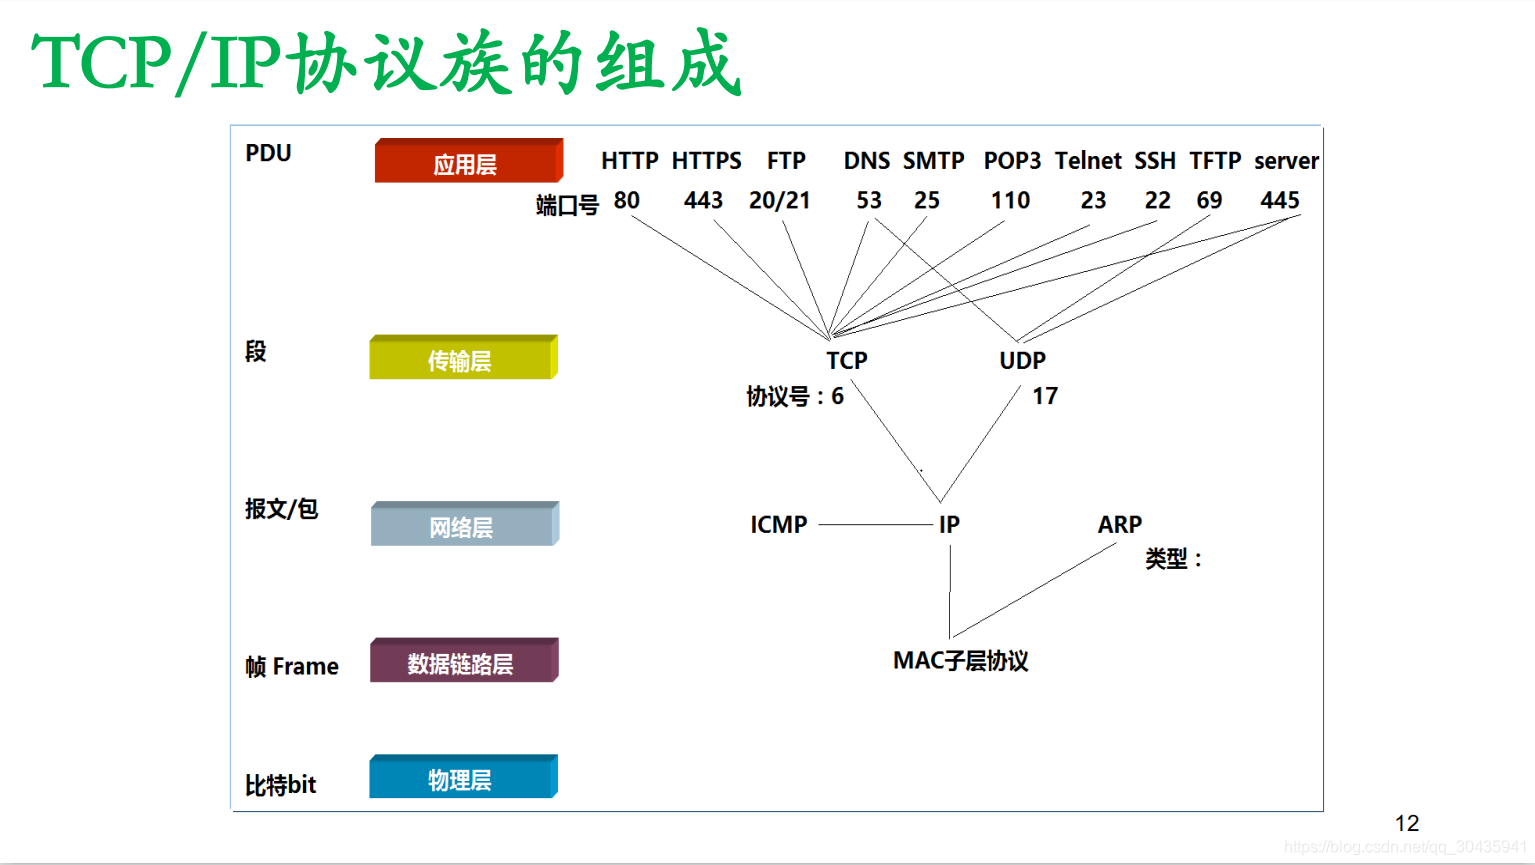 TCP/IP协议族的组成
PDU
应用层
HTTP HTTPS FTP DNS SMTP POP3 Telnet SSH TFTP server
端口号 80 443 20/21 53 25 110 23 22 69 445
段
传输层
TCP UDP
协议号：6 17
报文/包
网络层
ICMP IP ARP
类型：
帧 Frame
数据链路层
MAC子层协议
比特bit
物理层
12
https://blog.csdn.net/qq_30435941